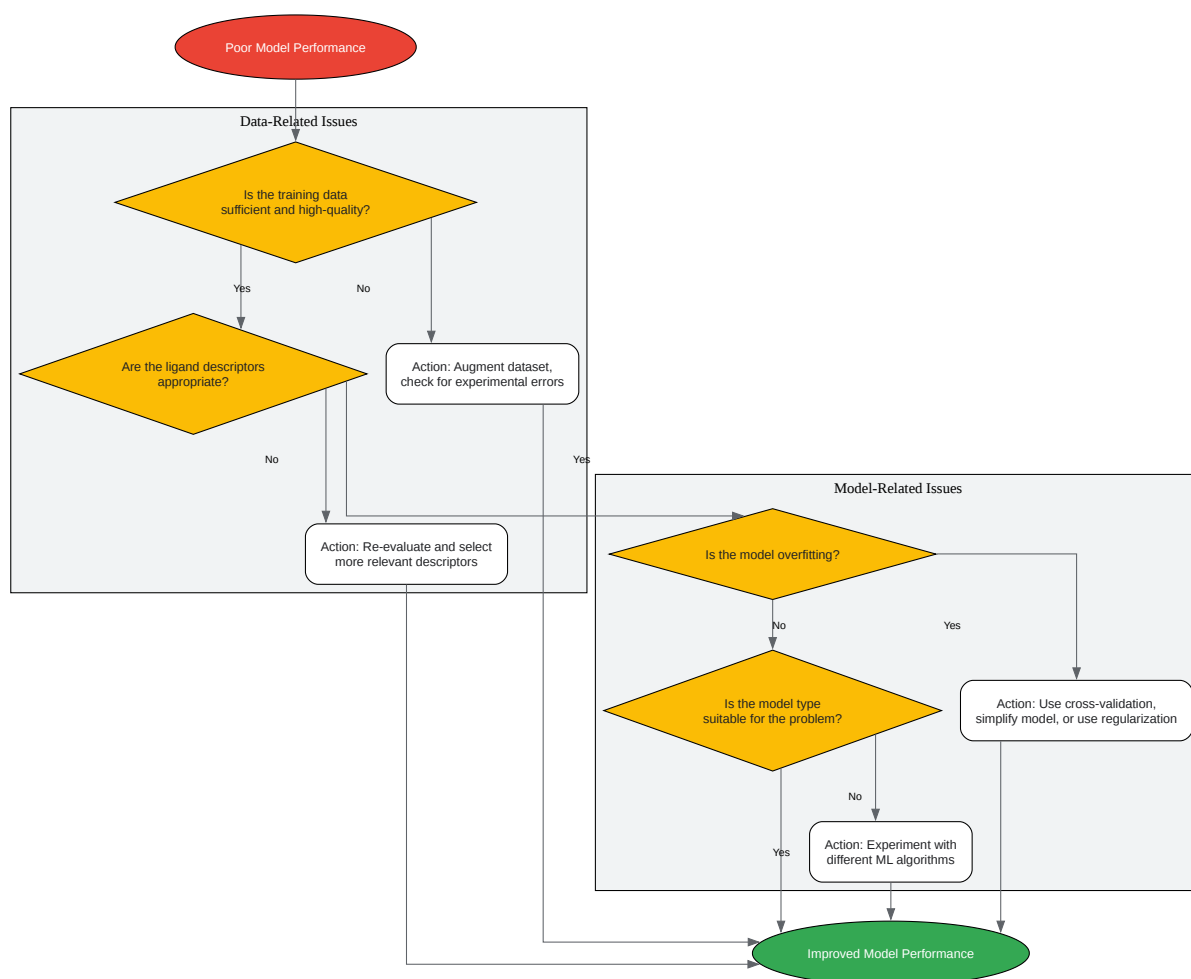 Poor Model Performance
Data-Related Issues
Is the training data
sufficient and high-quality?
Yes
No
Are the ligand descriptors
appropriate?
Action: Augment dataset,
check for experimental errors
No
Yes
Action: Re-evaluate and select
more relevant descriptors
Model-Related Issues
Is the model overfitting?
No
Yes
Is the model type
suitable for the problem?
Action: Use cross-validation,
simplify model, or use regularization
No
Yes
Action: Experiment with
different ML algorithms
Improved Model Performance